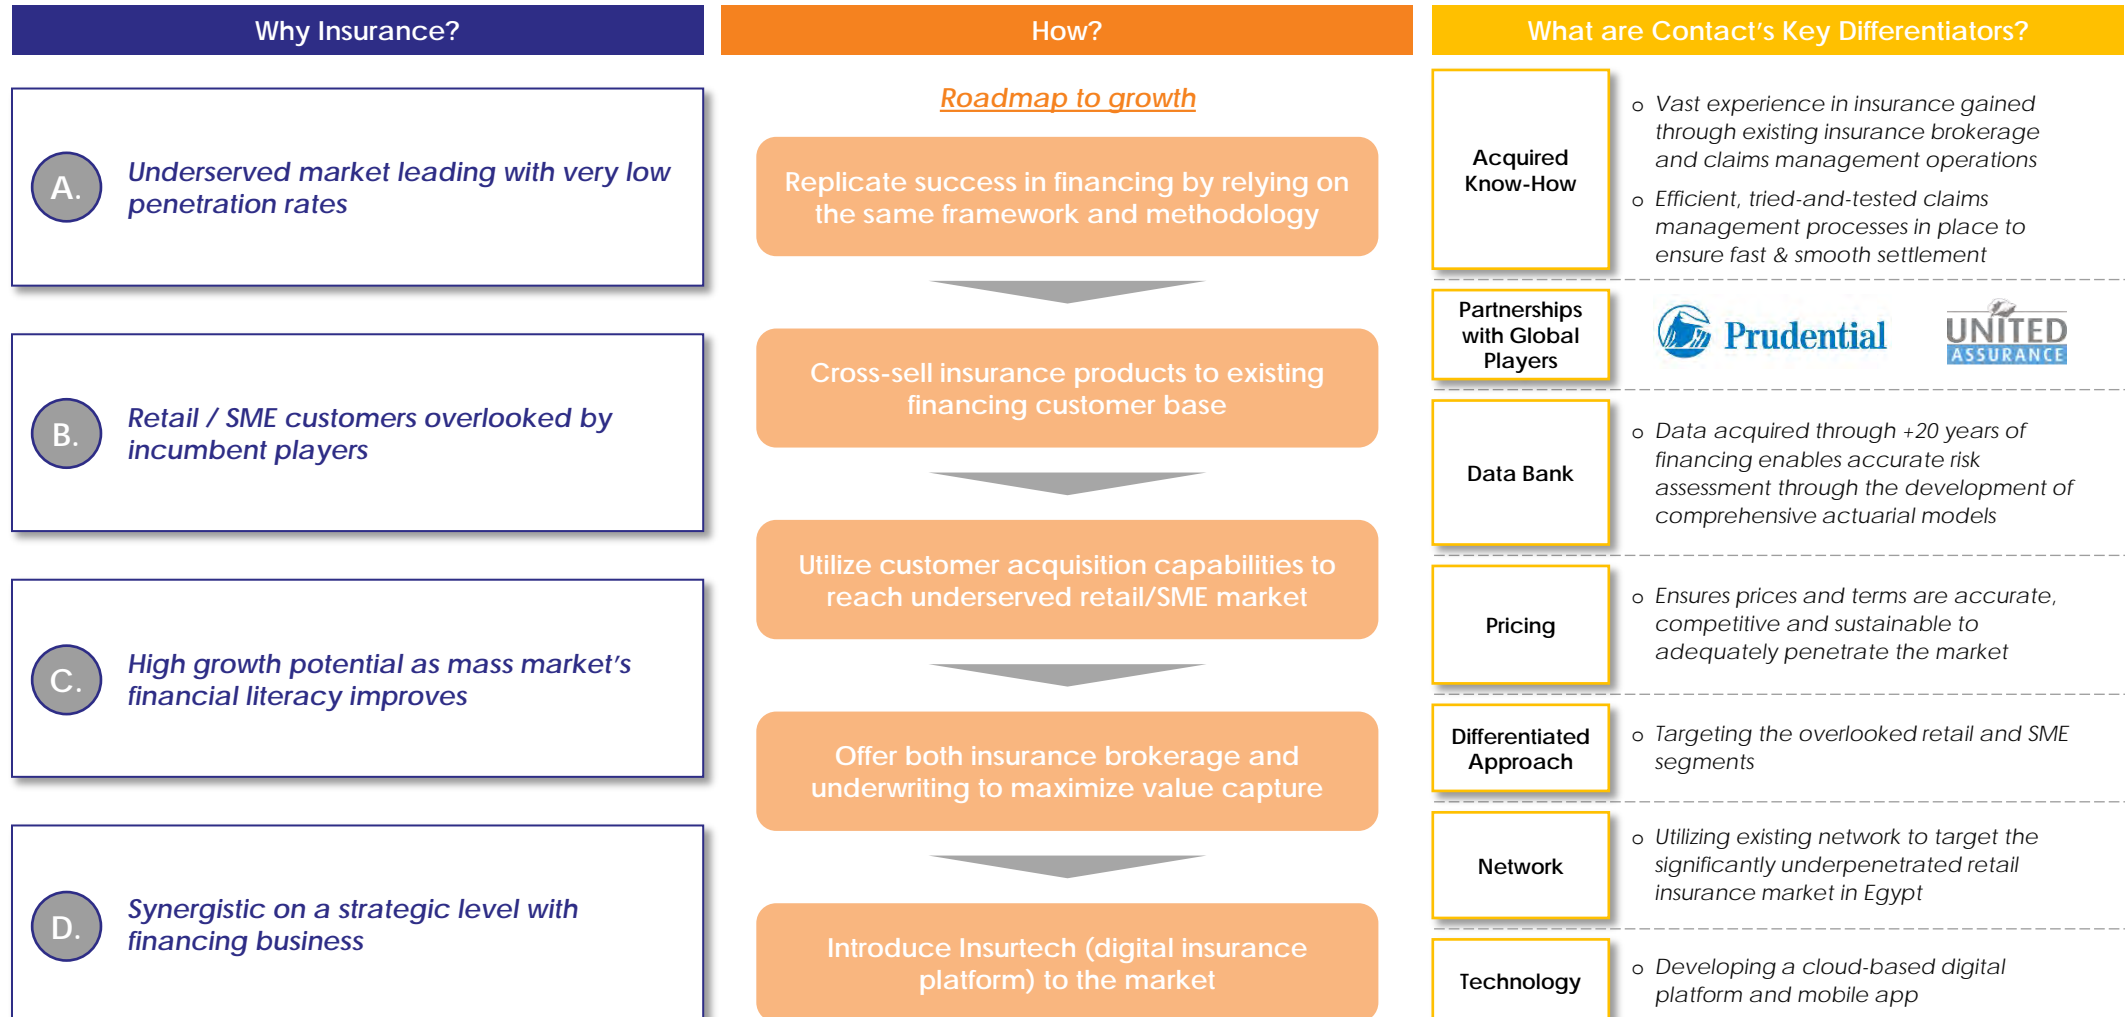 Why Insurance?
A.
Underserved market leading with very low
penetration rates
B.
Retail / SME customers overlooked by
incumbent players
C.
High growth potential as mass market's
financial literacy improves
D.
Synergistic on a strategic level with
financing business
How?
Roadmap to growth
Replicate success in financing by relying on
the same framework and methodology
Cross-sell insurance products to existing
financing customer base
Utilize customer acquisition capabilities to
reach underserved retail/SME market
Offer both insurance brokerage and
underwriting to maximize value capture
Introduce Insurtech (digital insurance
platform) to the market
What are Contact's Key Differentiators?
Acquired
Know-How
o Vast experience in insurance gained
through existing insurance brokerage
and claims management operations
o Efficient, tried-and-tested claims
management processes in place to
ensure fast & smooth settlement
Partnerships
with Global
Players
Prudential
UNITED
ASSURANCE
Data Bank
o Data acquired through +20 years of
financing enables accurate risk
assessment through the development of
comprehensive actuarial models
Pricing
o Ensures prices and terms are accurate,
competitive and sustainable to
adequately penetrate the market
Differentiated
Approach
o Targeting the overlooked retail and SME
segments
Network
o Utilizing existing network to target the
significantly underpenetrated retail
insurance market in Egypt
Technology
o Developing a cloud-based digital
platform and mobile app